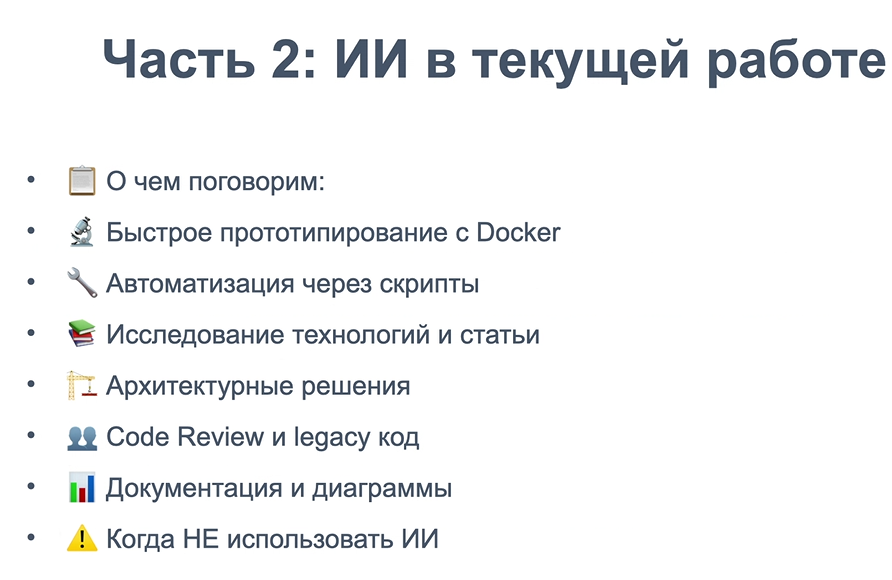 Часть 2: ИИ в текущей работе
• 📋 О чем поговорим:
• 🔬 Быстрое прототипирование с Docker
• 🔧 Автоматизация через скрипты
• 📚 Исследование технологий и статьи
• 🏗️ Архитектурные решения
• 👥 Code Review и legacy код
• 📊 Документация и диаграммы
• ⚠️ Когда НЕ использовать ИИ